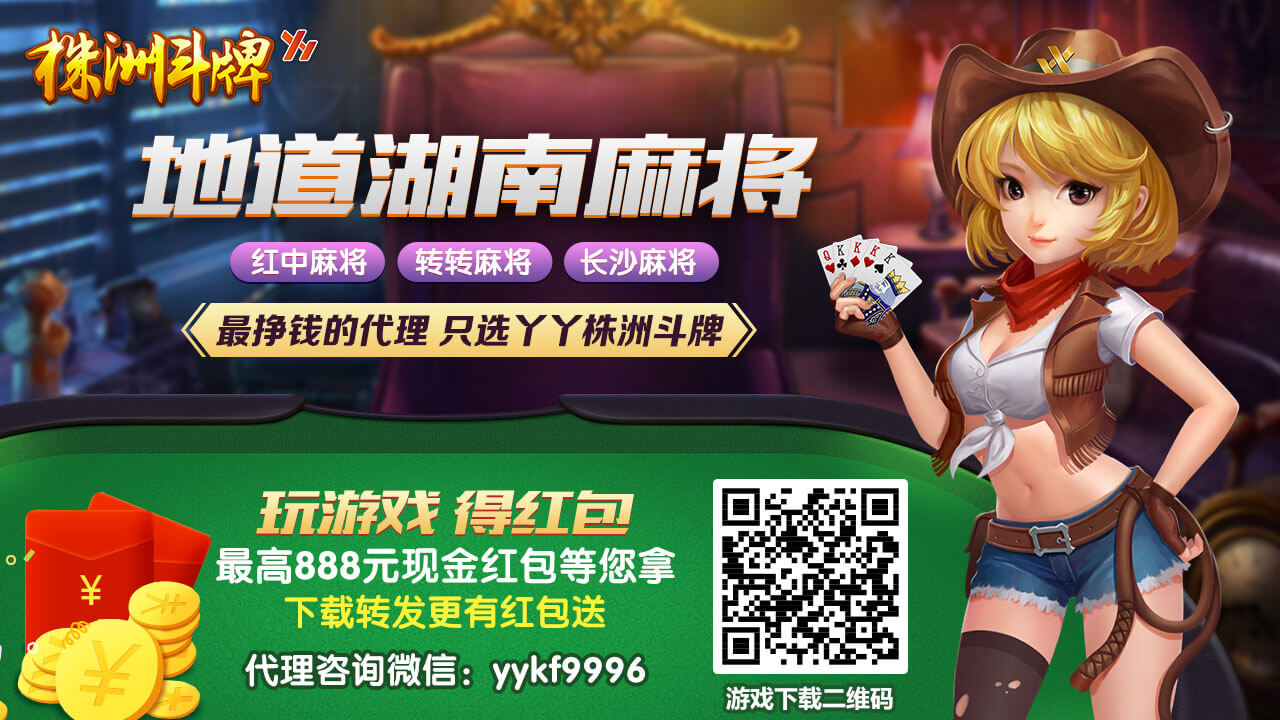 株洲斗牌 YY
地道湖南麻将
红中麻将 转转麻将 长沙麻将
最挣钱的代理 只选丫丫株洲斗牌
Q K K K K
玩游戏 得红包
最高888元现金红包等您拿
下载转发更有红包送
代理咨询微信：yykf9996
游戏下载二维码
¥
¥